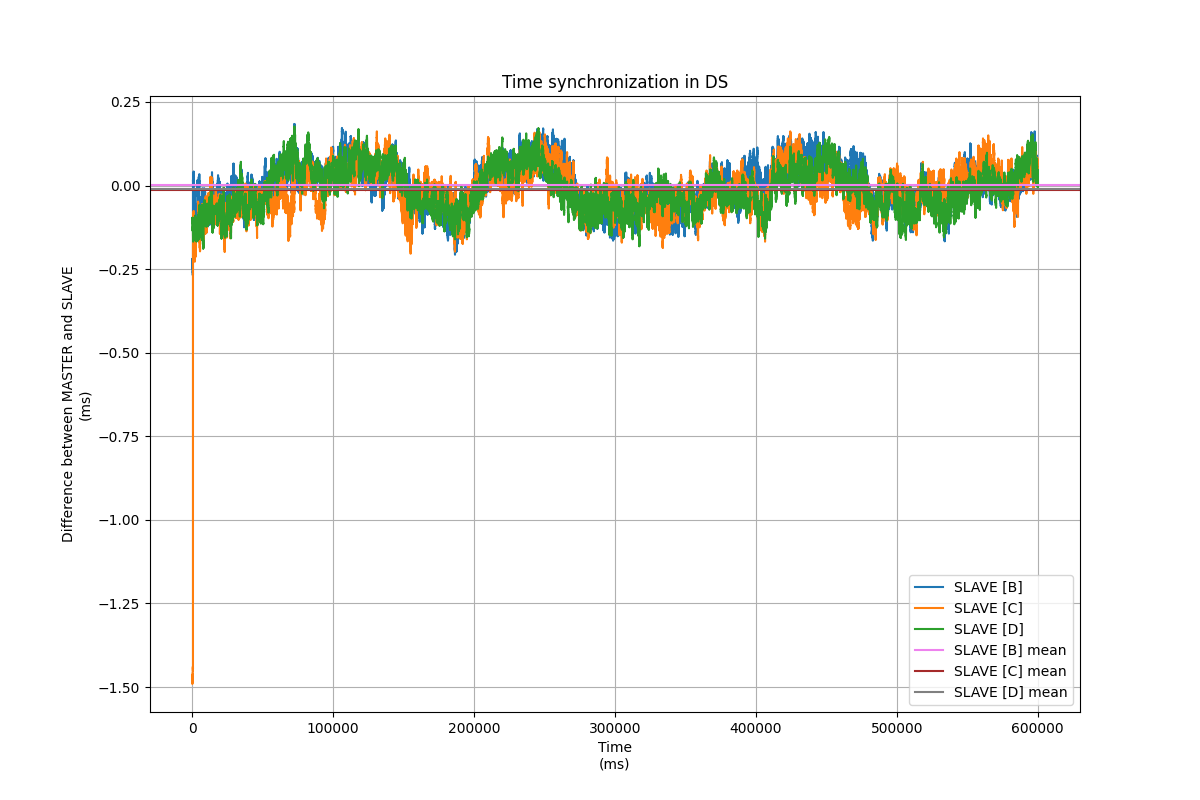 Time synchronization in DS
0.25
0.00
−0.25
−0.50
−0.75
−1.00
−1.25
−1.50
Difference between MASTER and SLAVE
(ms)
SLAVE [B]
SLAVE [C]
SLAVE [D]
SLAVE [B] mean
SLAVE [C] mean
SLAVE [D] mean
0
100000
200000
300000
400000
500000
600000
Time
(ms)